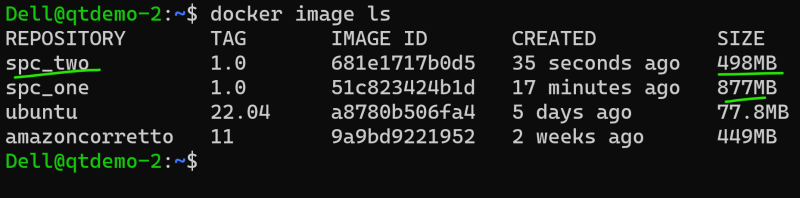 Dell@qtdemo-2:~$ docker image ls
REPOSITORY TAG IMAGE ID CREATED SIZE
spc_two 1.0 681e1717b0d5 35 seconds ago 498MB
spc_one 1.0 51c823424b1d 17 minutes ago 877MB
ubuntu 22.04 a8780b506fa4 5 days ago 77.8MB
amazoncorretto 11 9a9bd9221952 2 weeks ago 449MB
Dell@qtdemo-2:~$